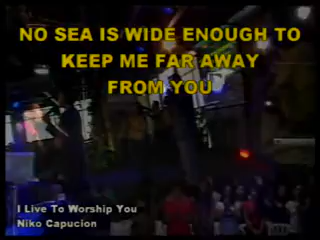 NO SEA IS WIDE ENOUGH TO
KEEP ME FAR AWAY
FROM YOU
I Live To Worship You
Niko Capucion